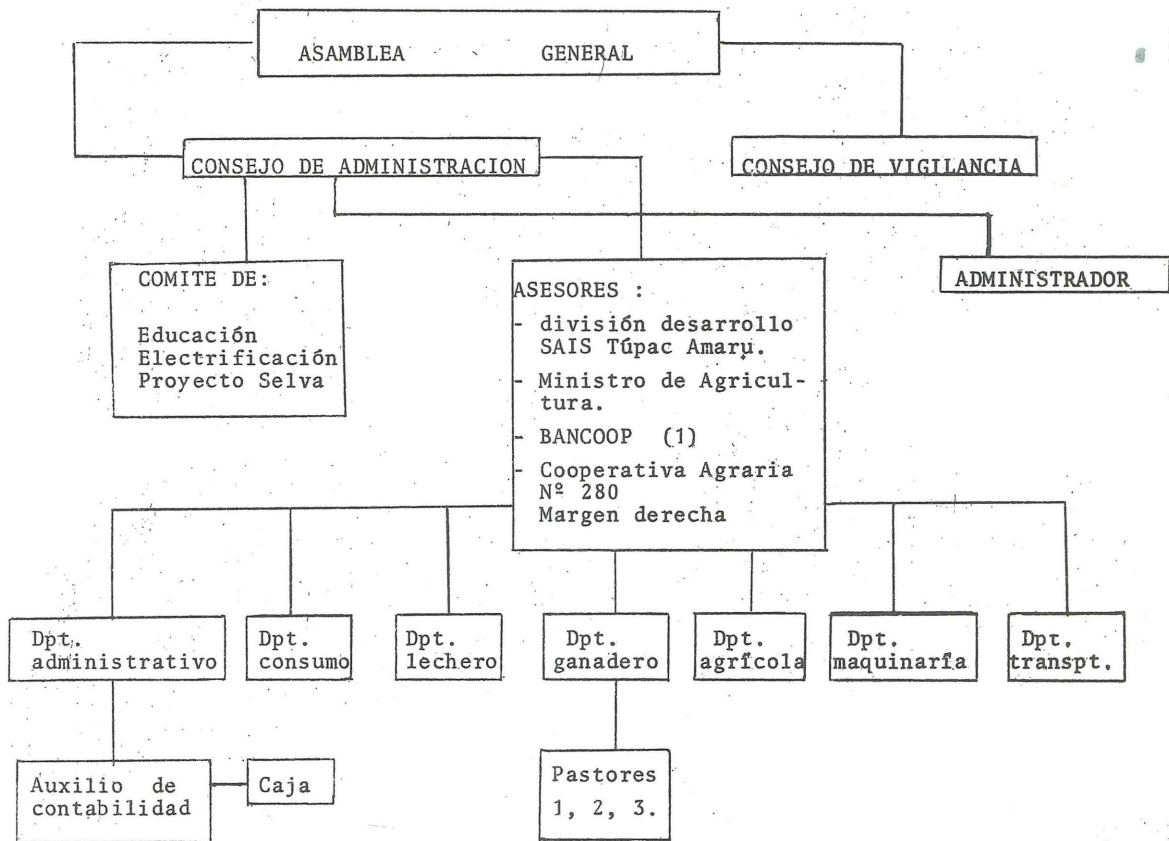 ASAMBLEA GENERAL
CONSEJO DE ADMINISTRACION
CONSEJO DE VIGILANCIA
COMITE DE:
Educación
Electrificación
Proyecto Selva
ASESORES :
- división desarrollo
SAIS Túpac Amaru.
- Ministro de Agricul-
tura.
- BANCOOP (1)
- Cooperativa Agraria
Nº 280
Margen derecha
ADMINISTRADOR
Dpt.
administrativo
Dpt.
consumo
Dpt.
lechero
Dpt.
ganadero
Dpt.
agrícola
Dpt.
maquinaría
Dpt.
transpt.
Auxilio de
contabilidad
Caja
Pastores
1, 2, 3.